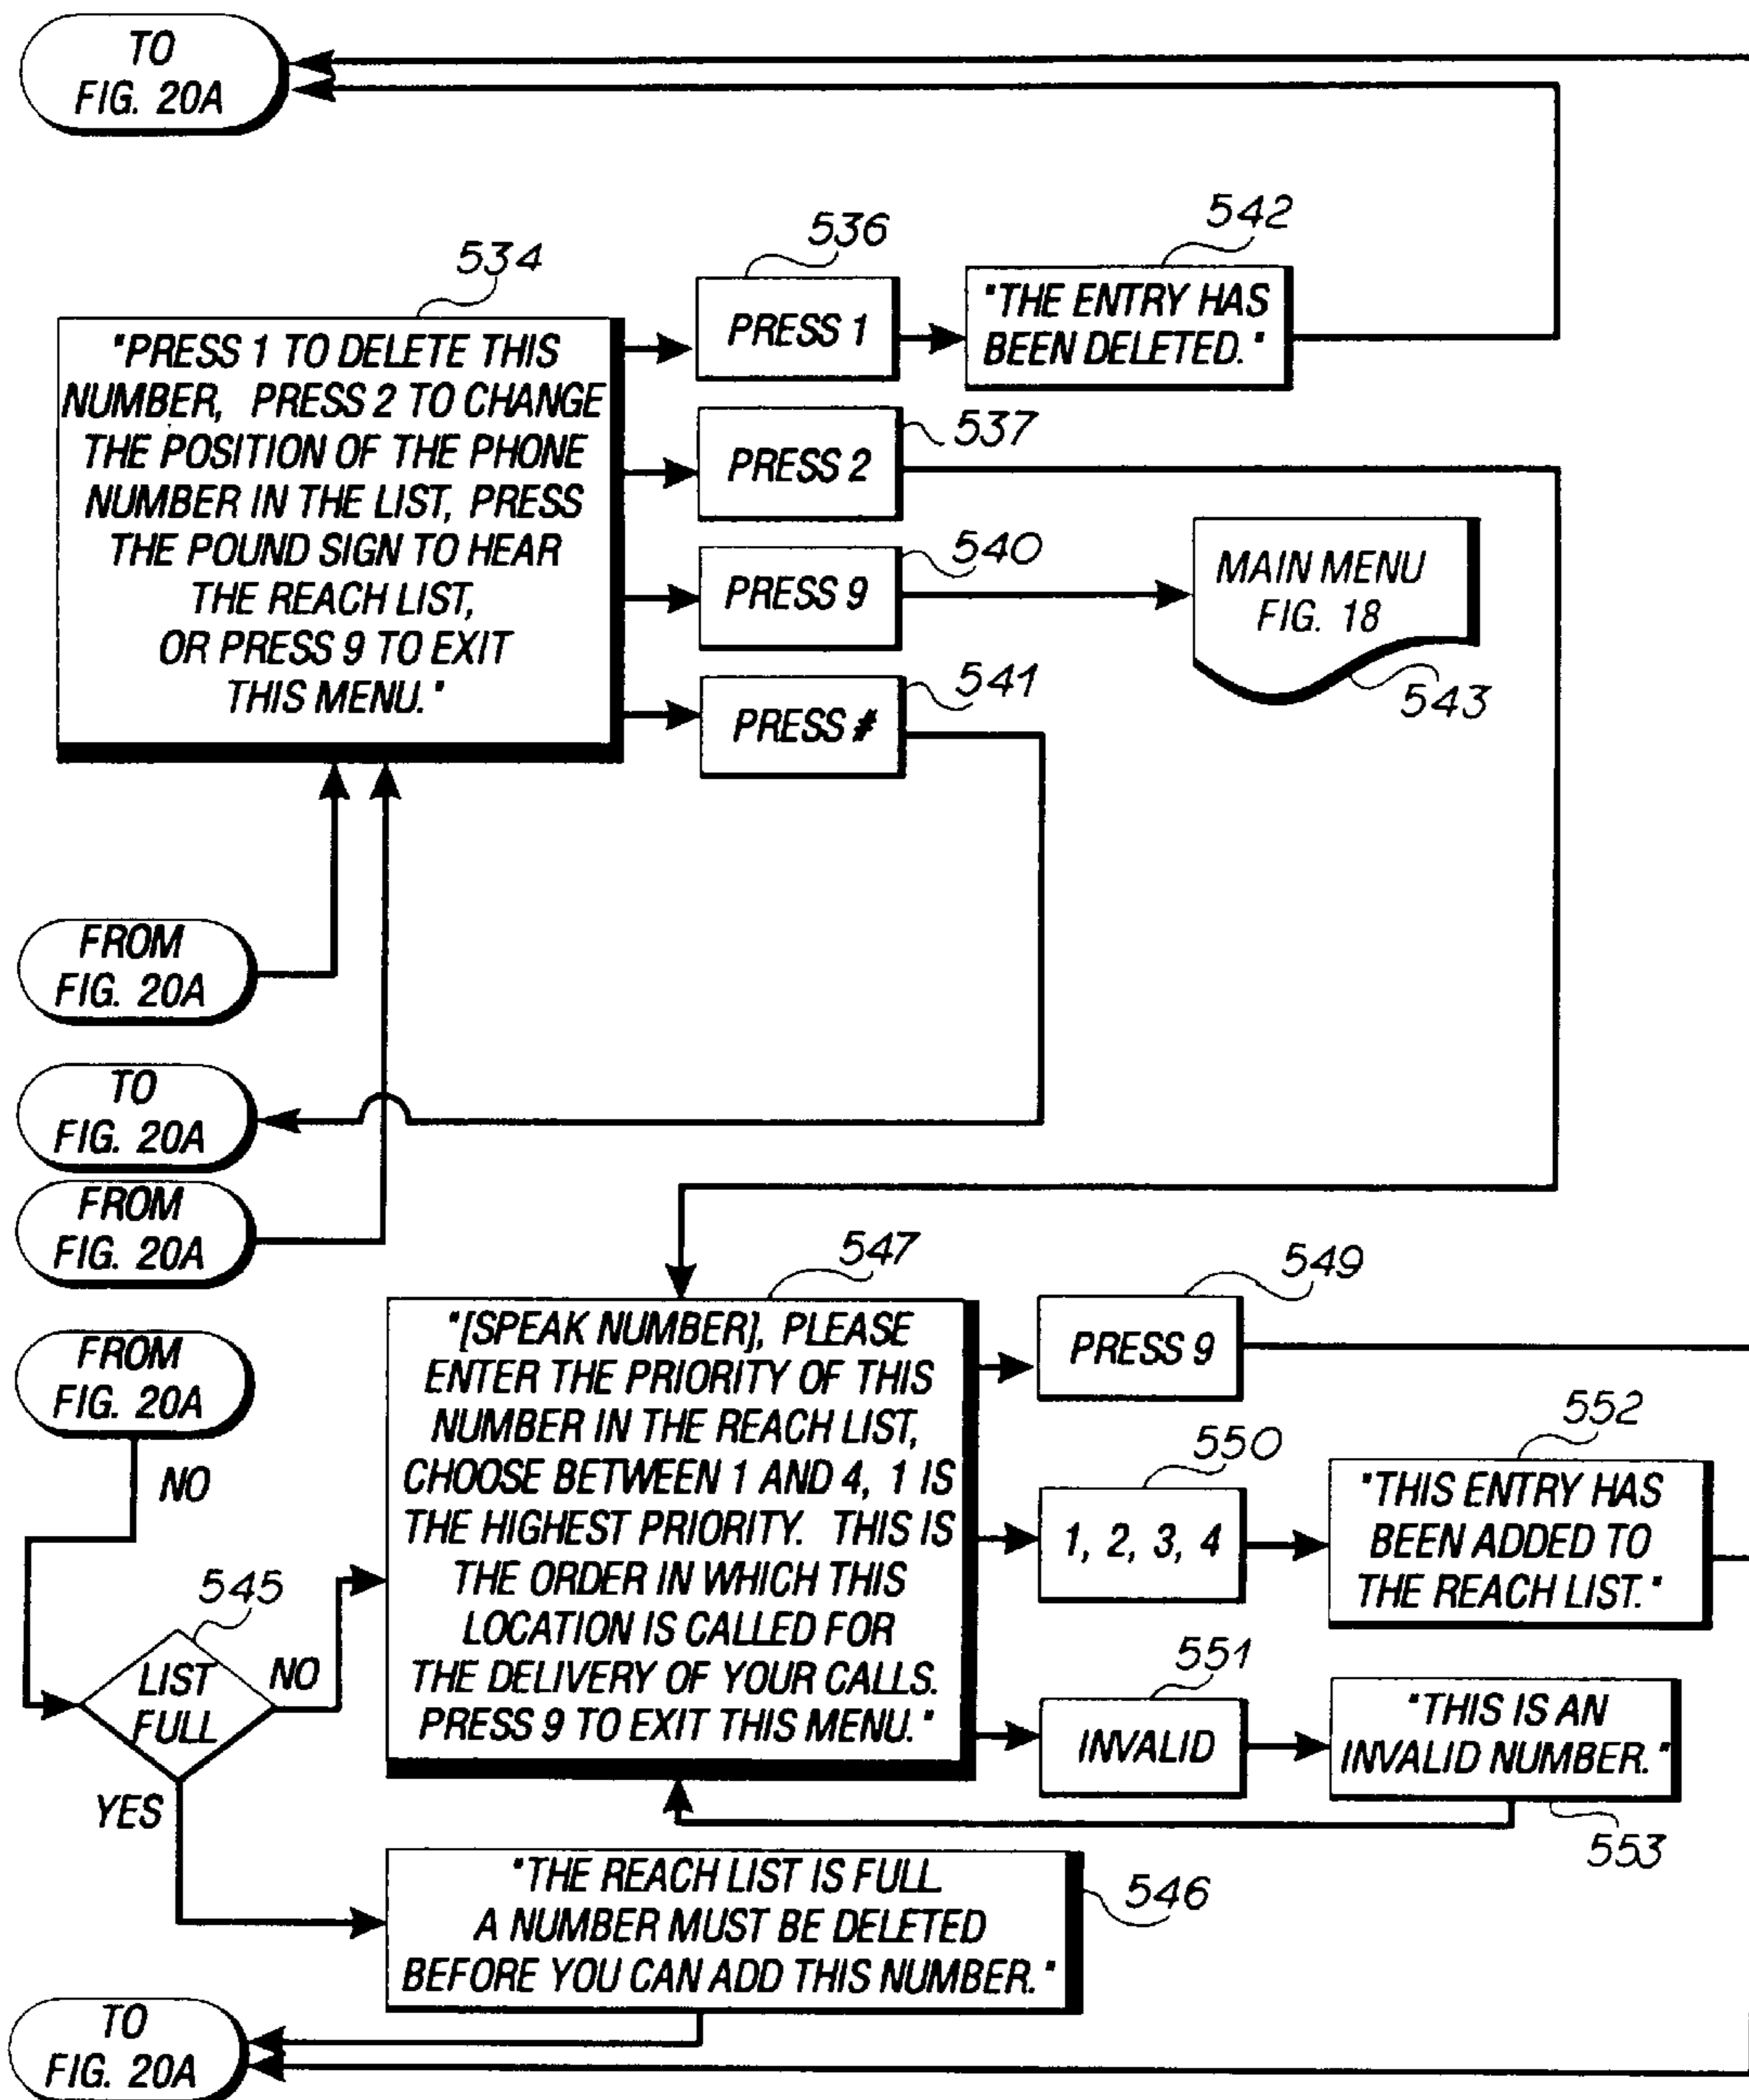 TO
FIG. 20A
534
536
542
"PRESS 1 TO DELETE THIS
NUMBER, PRESS 2 TO CHANGE
THE POSITION OF THE PHONE
NUMBER IN THE LIST, PRESS
THE POUND SIGN TO HEAR
THE REACH LIST,
OR PRESS 9 TO EXIT
THIS MENU."
PRESS 1
"THE ENTRY HAS
BEEN DELETED."
537
PRESS 2
540
PRESS 9
MAIN MENU
FIG. 18
543
541
PRESS #
FROM
FIG. 20A
TO
FIG. 20A
FROM
FIG. 20A
547
549
FROM
FIG. 20A
NO
"[SPEAK NUMBER], PLEASE
ENTER THE PRIORITY OF THIS
NUMBER IN THE REACH LIST,
CHOOSE BETWEEN 1 AND 4, 1 IS
THE HIGHEST PRIORITY. THIS IS
THE ORDER IN WHICH THIS
LOCATION IS CALLED FOR
THE DELIVERY OF YOUR CALLS.
PRESS 9 TO EXIT THIS MENU."
PRESS 9
550
1, 2, 3, 4
552
"THIS ENTRY HAS
BEEN ADDED TO
THE REACH LIST."
545
LIST
FULL
NO
YES
551
INVALID
"THIS IS AN
INVALID NUMBER."
553
"THE REACH LIST IS FULL
A NUMBER MUST BE DELETED
BEFORE YOU CAN ADD THIS NUMBER."
546
TO
FIG. 20A